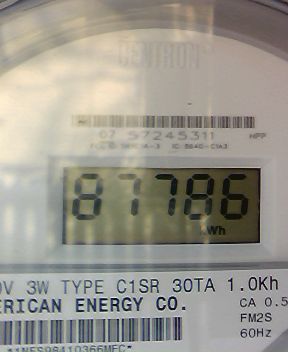 CENTRON
07 57245311
87786
kWh
0V 3W TYPE C1SR 30TA 1.0Kh
ERICAN ENERGY CO.
CA 0.5
FM2S
60Hz